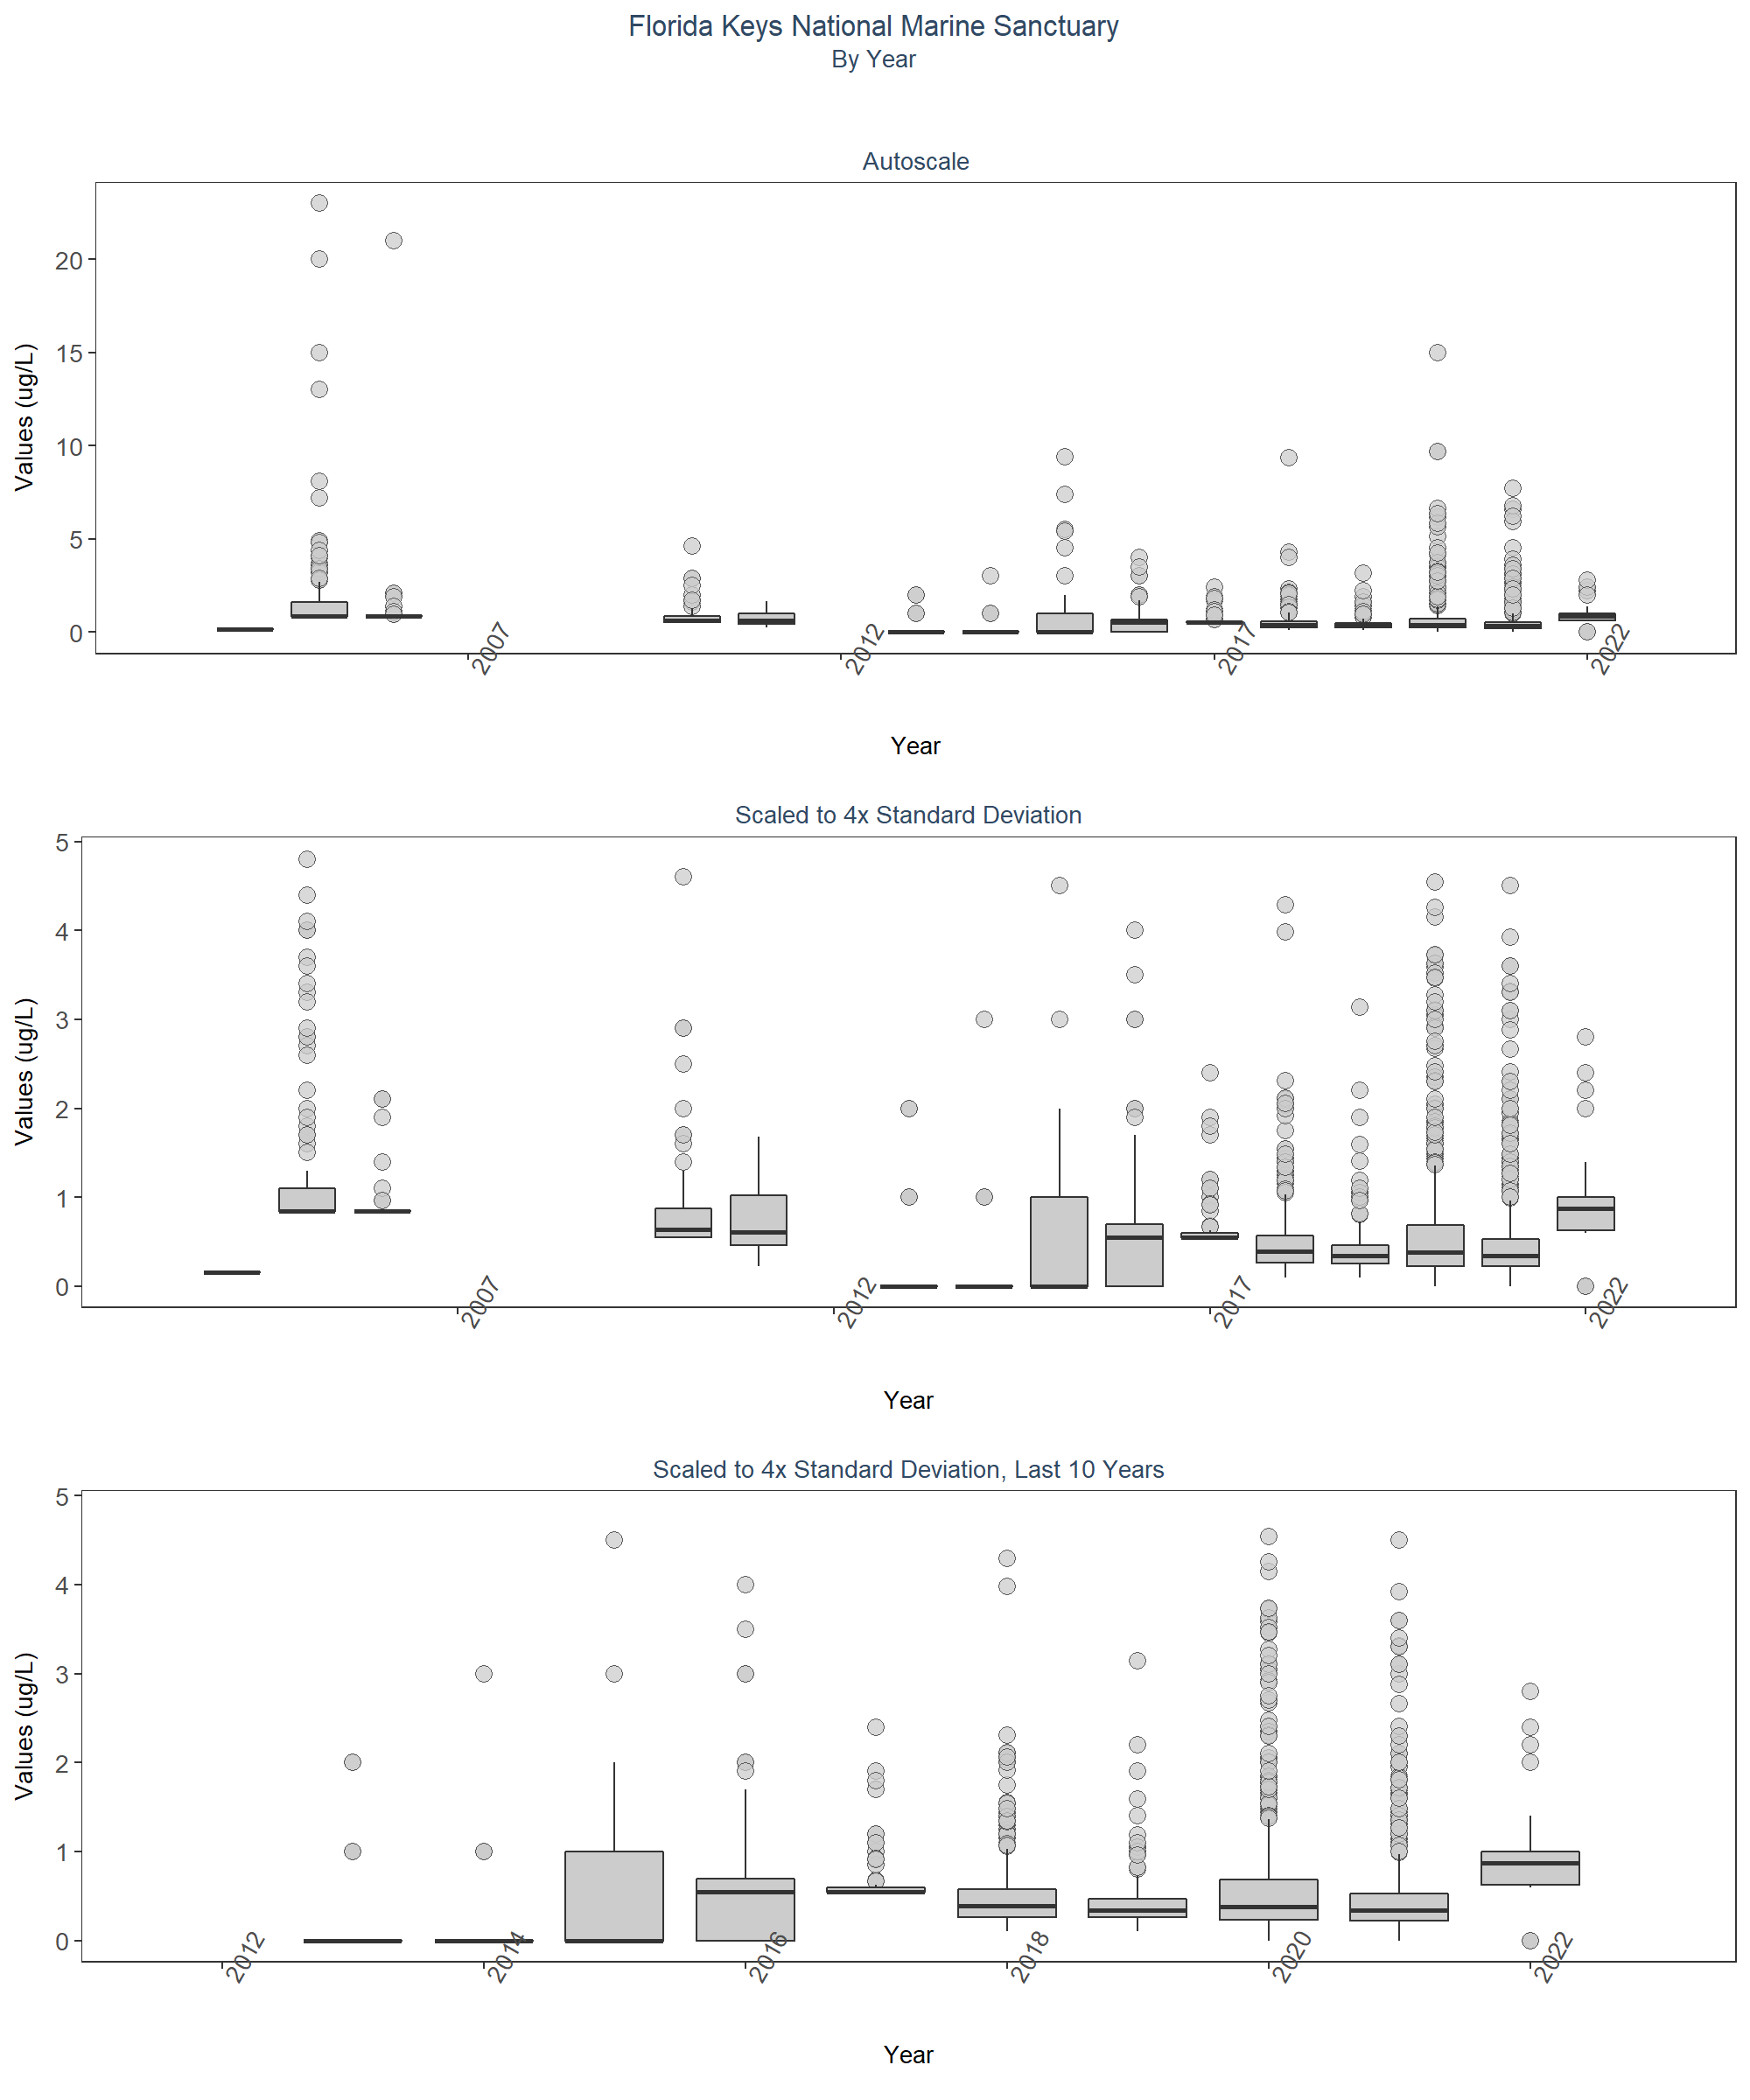 Florida Keys National Marine Sanctuary
By Year
Autoscale
Values (ug/L)
20
15
10
5
0
2007
2012
2017
2022
Year
Scaled to 4x Standard Deviation
Values (ug/L)
5
4
3
2
1
0
2007
2012
2017
2022
Year
Scaled to 4x Standard Deviation, Last 10 Years
Values (ug/L)
5
4
3
2
1
0
2012
2014
2016
2018
2020
2022
Year